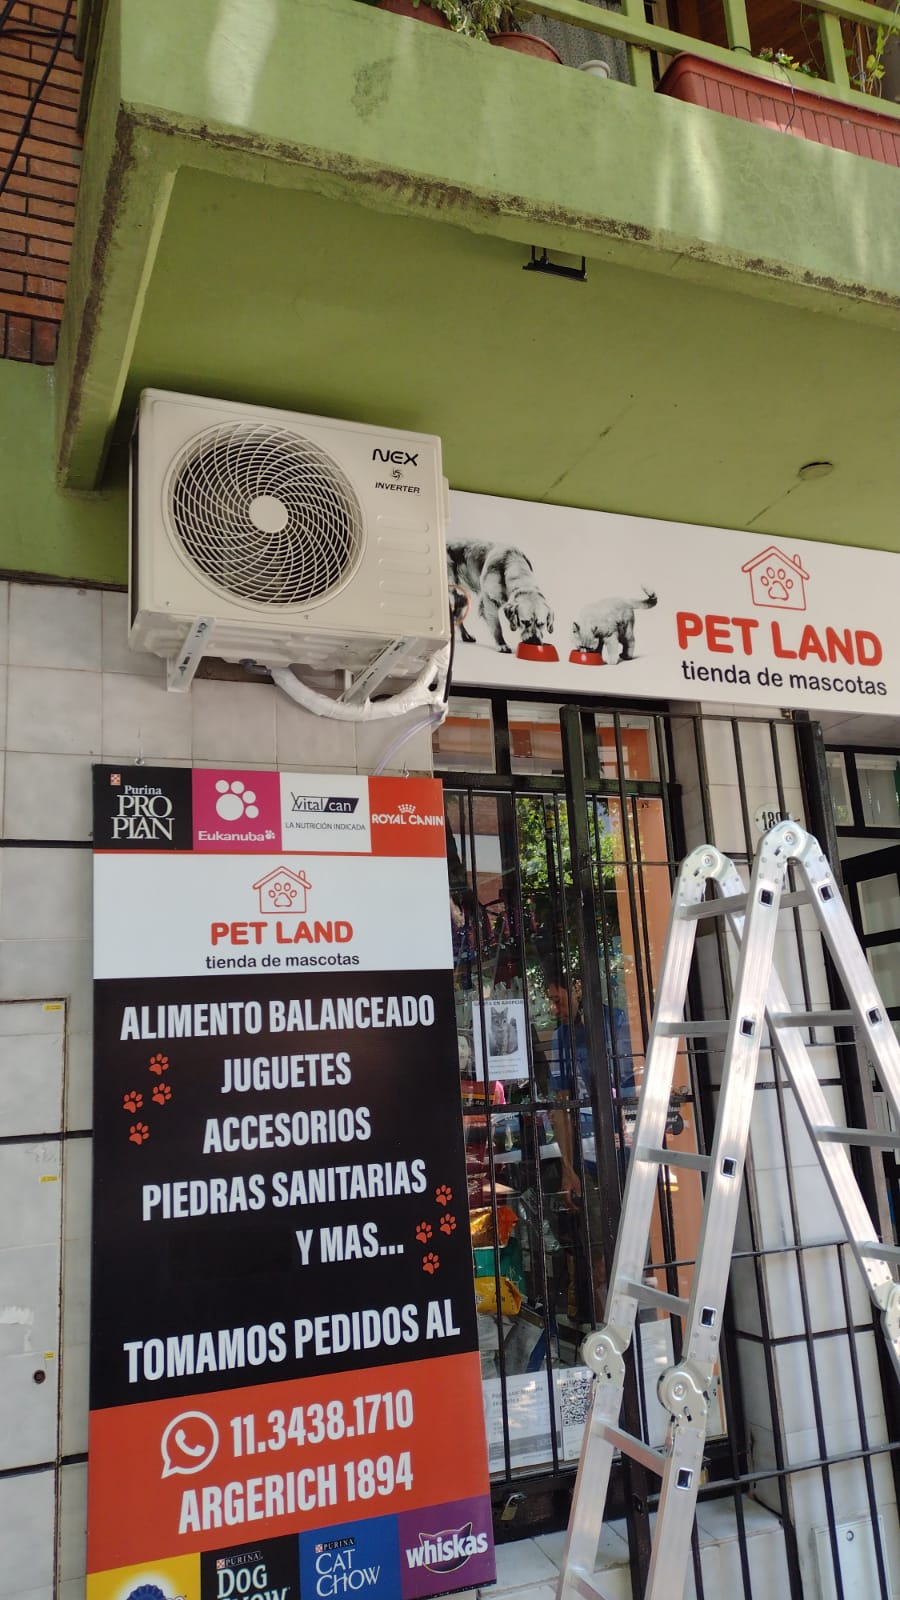 NEX
INVERTER
PET LAND
tienda de mascotas
Purina
PRO
PLAN
Eukanuba
Vitalcan
LA NUTRICIÓN INDICADA
ROYAL CANIN
PET LAND
tienda de mascotas
ALIMENTO BALANCEADO
JUGUETES
ACCESORIOS
PIEDRAS SANITARIAS
Y MAS...
TOMAMOS PEDIDOS AL
11.3438.1710
ARGERICH 1894
PURINA
DOG
PURINA
CAT
CHOW
whiskas